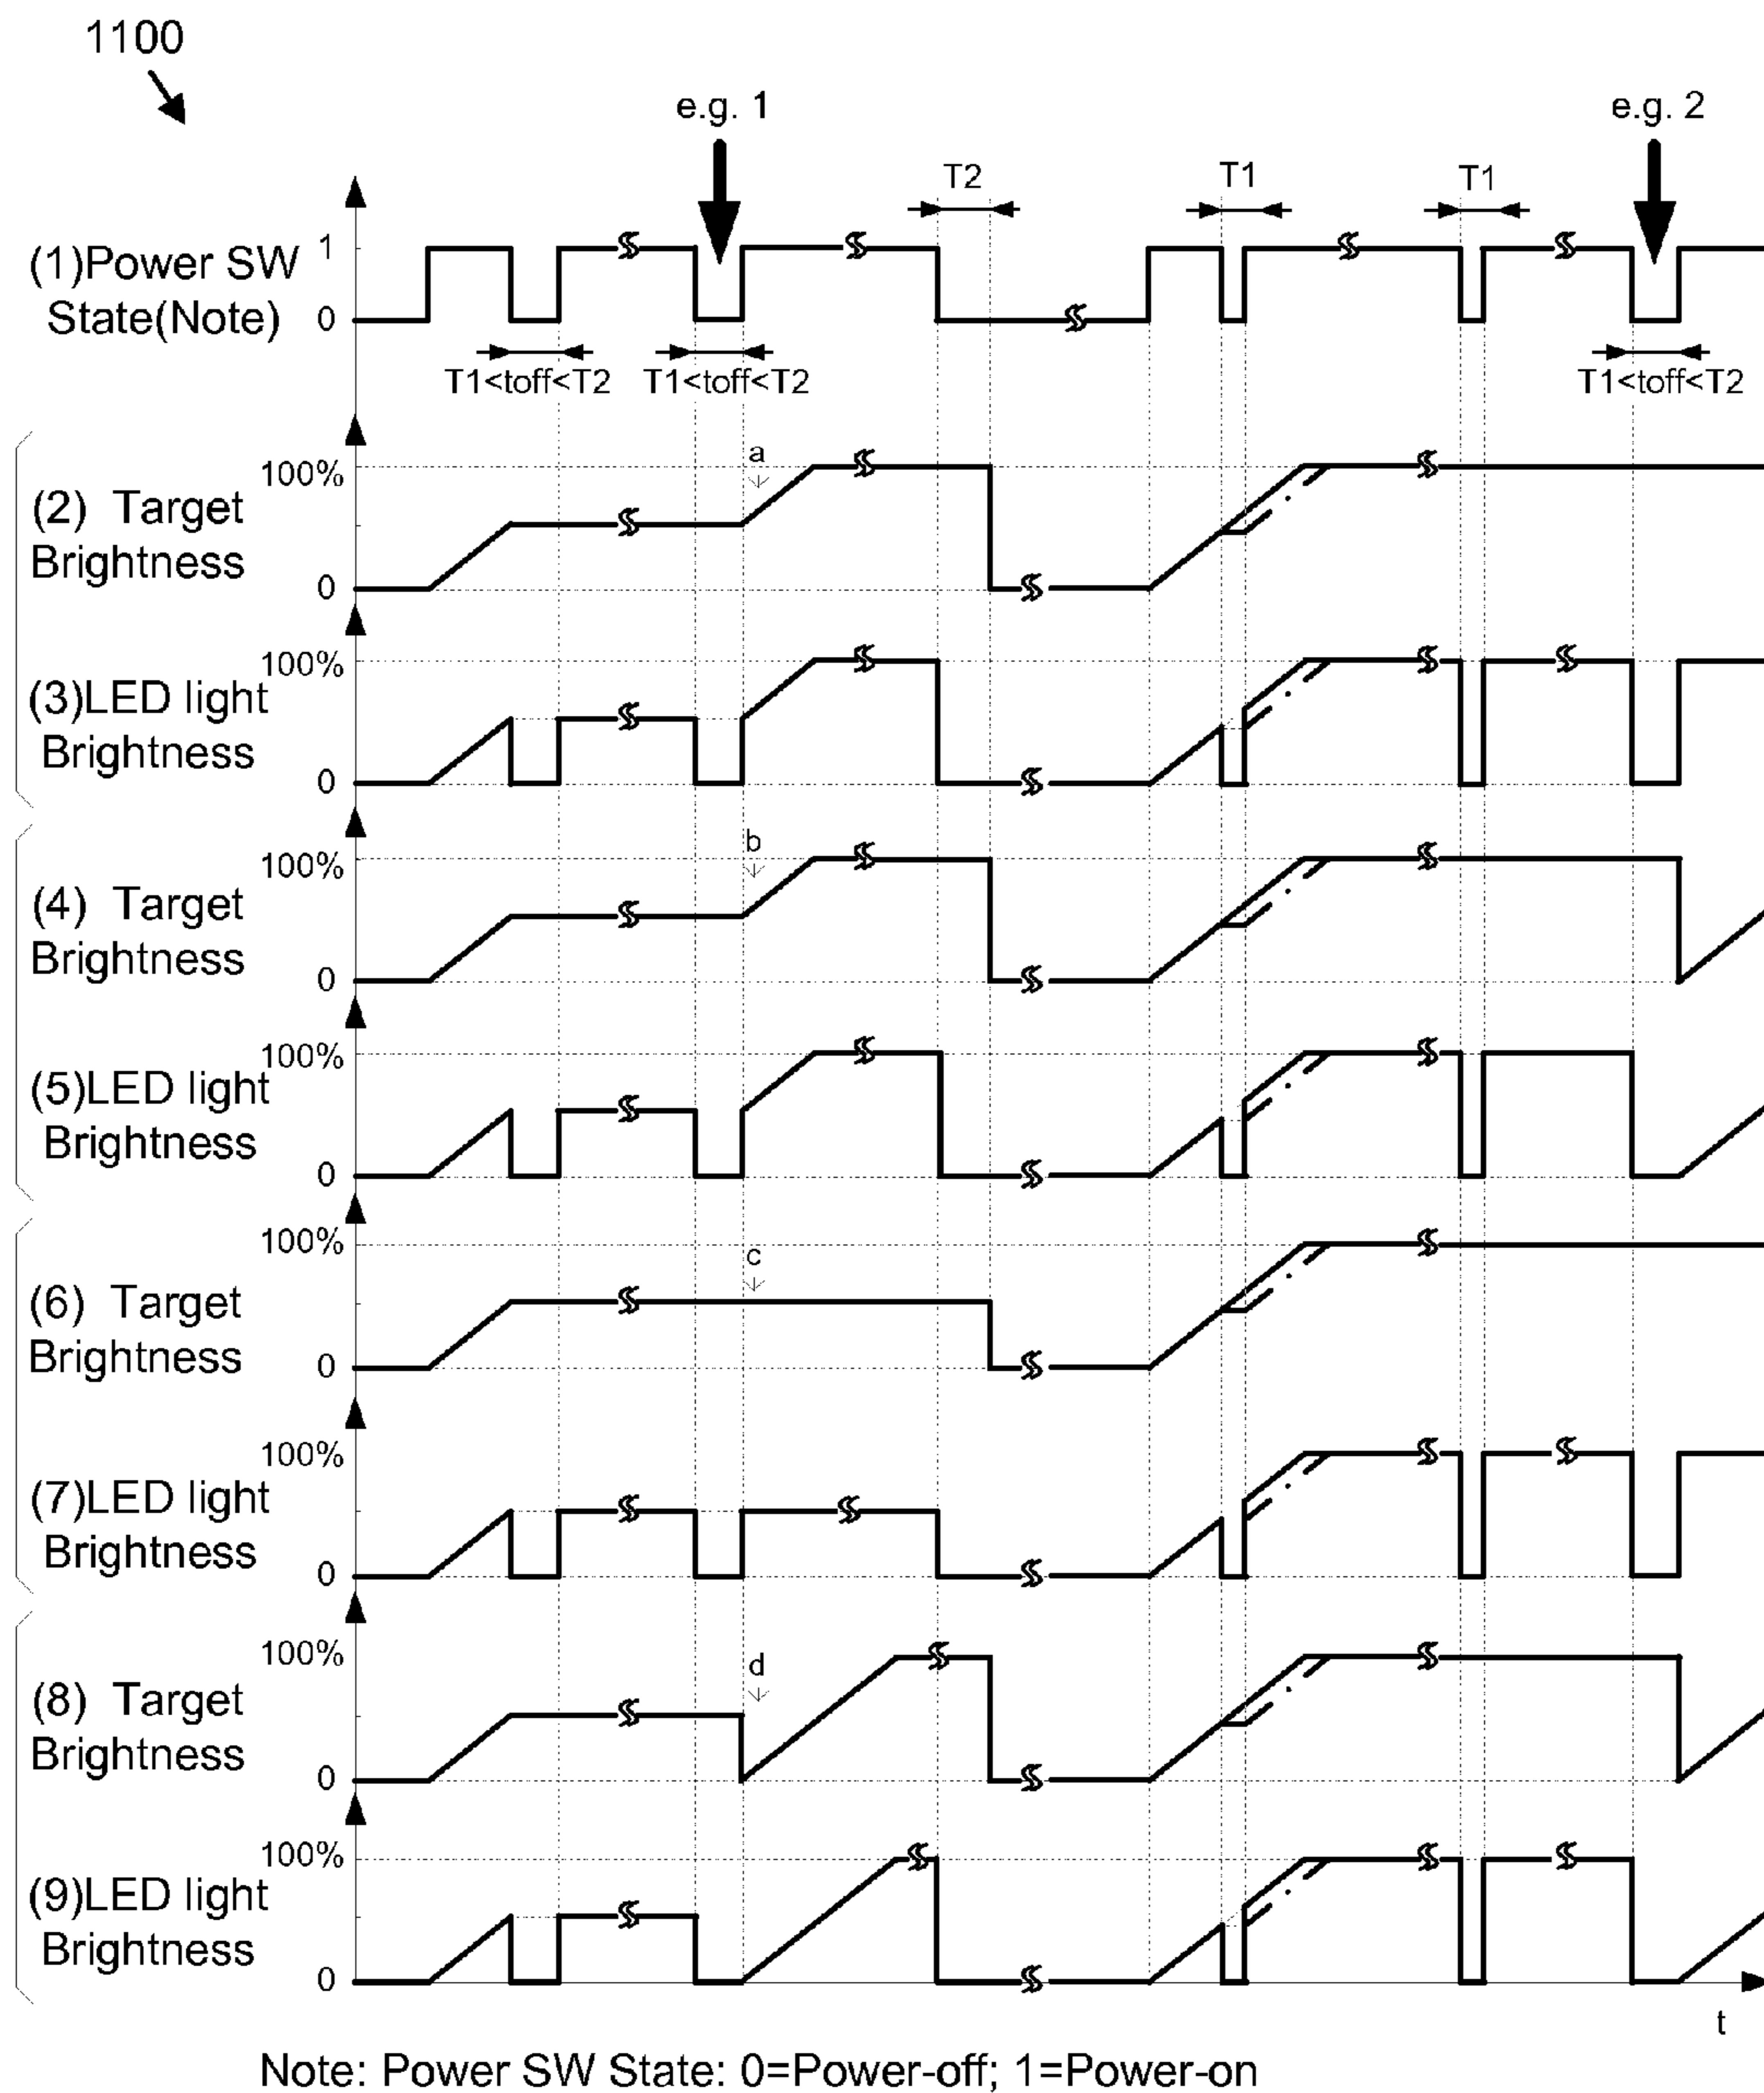 1100
e.g. 1
e.g. 2
T2
T1
T1
(1)Power SW
State(Note)
1
0
T1<toff<T2
T1<toff<T2
T1<toff<T2
(2) Target
Brightness
100%
0
a
(3)LED light
Brightness
100%
0
(4) Target
Brightness
100%
0
b
(5)LED light
Brightness
100%
0
(6) Target
Brightness
100%
0
c
(7)LED light
Brightness
100%
0
(8) Target
Brightness
100%
0
d
(9)LED light
Brightness
100%
0
t
Note: Power SW State: 0=Power-off; 1=Power-on